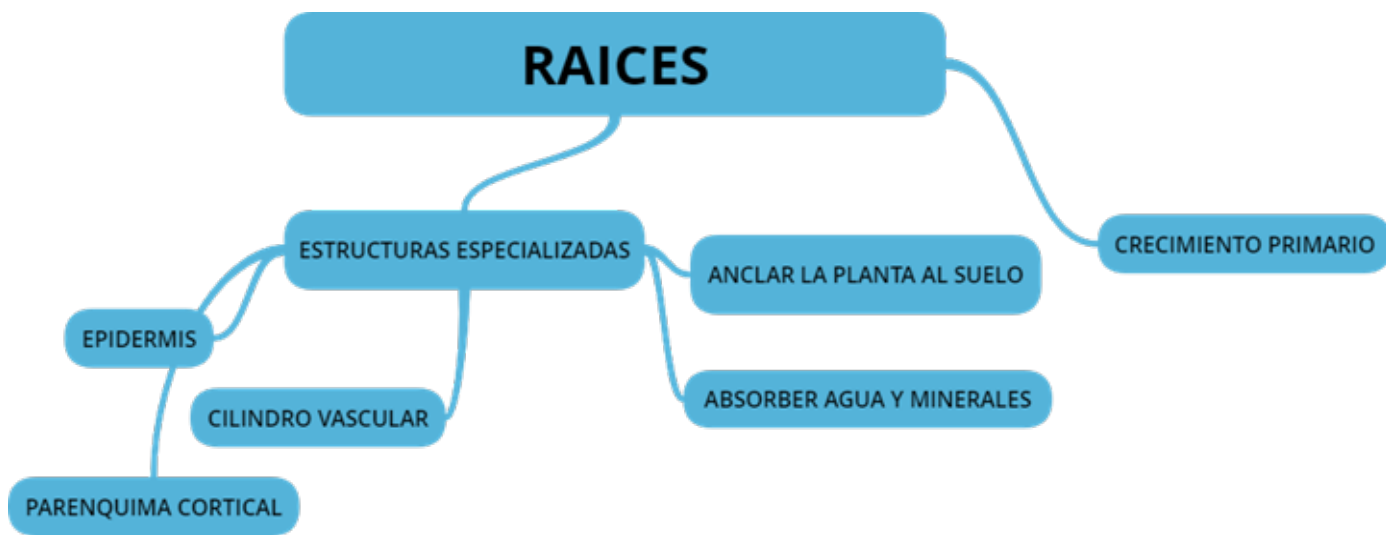 RAICES
ESTRUCTURAS ESPECIALIZADAS
CRECIMIENTO PRIMARIO
ANCLAR LA PLANTA AL SUELO
EPIDERMIS
ABSORBER AGUA Y MINERALES
CILINDRO VASCULAR
PARENQUIMA CORTICAL